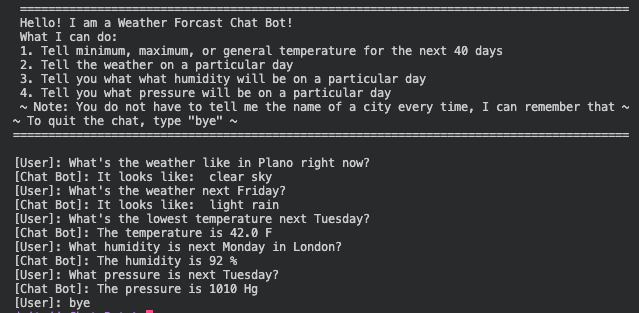 ===============================================================================
Hello! I am a Weather Forcast Chat Bot!
What I can do:
1. Tell minimum, maximum, or general temperature for the next 40 days
2. Tell the weather on a particular day
3. Tell you what what humidity will be on a particular day
4. Tell you what pressure will be on a particular day
~ Note: You do not have to tell me the name of a city every time, I can remember that ~
~ To quit the chat, type "bye" ~
===============================================================================
[User]: What's the weather like in Plano right now?
[Chat Bot]: It looks like:  clear sky
[User]: What's the weather next Friday?
[Chat Bot]: It looks like:  light rain
[User]: What's the lowest temperature next Tuesday?
[Chat Bot]: The temperature is 42.0 F
[User]: What humidity is next Monday in London?
[Chat Bot]: The humidity is 92 %
[User]: What pressure is next Tuesday?
[Chat Bot]: The pressure is 1010 Hg
[User]: bye